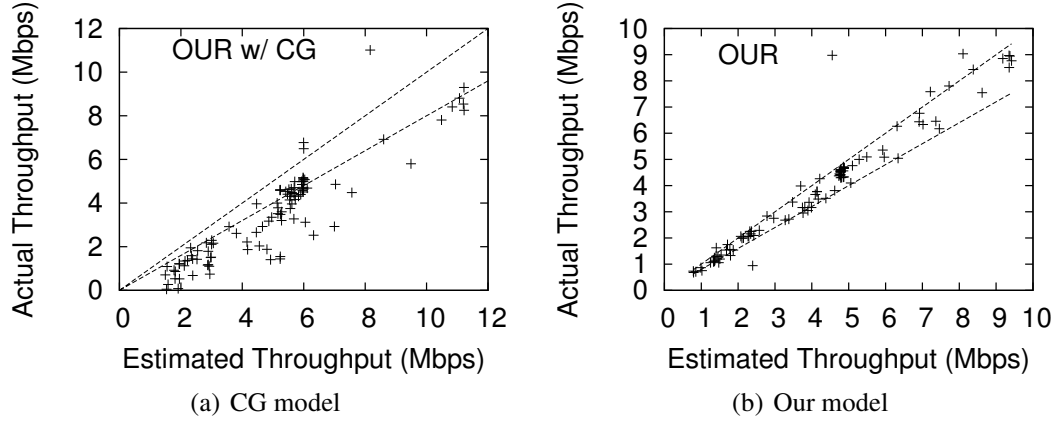 OUR w/ CG
Actual Throughput (Mbps)
12
10
8
6
4
2
0
0 2 4 6 8 10 12
Estimated Throughput (Mbps)
(a) CG model
OUR
Actual Throughput (Mbps)
10
9
8
7
6
5
4
3
2
1
0
0 1 2 3 4 5 6 7 8 9 10
Estimated Throughput (Mbps)
(b) Our model